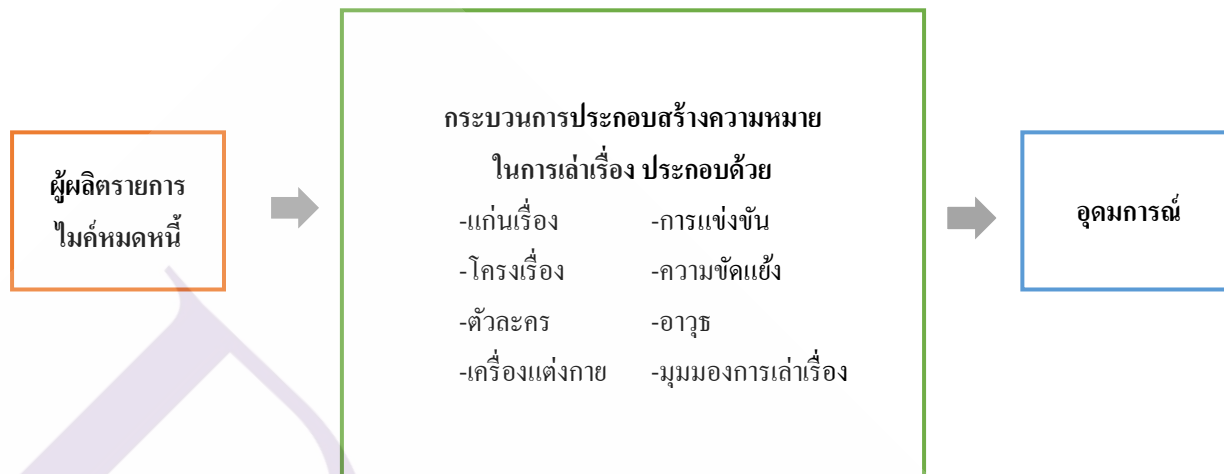 ผู้ผลิตรายการ
ไมค์หมดหนี้
กระบวนการประกอบสร้างความหมาย
ในการเล่าเรื่อง ประกอบด้วย
-แก่นเรื่อง -การแข่งขัน
-โครงเรื่อง -ความขัดแย้ง
-ตัวละคร -อาวุธ
-เครื่องแต่งกาย -มุมมองการเล่าเรื่อง
อุดมการณ์